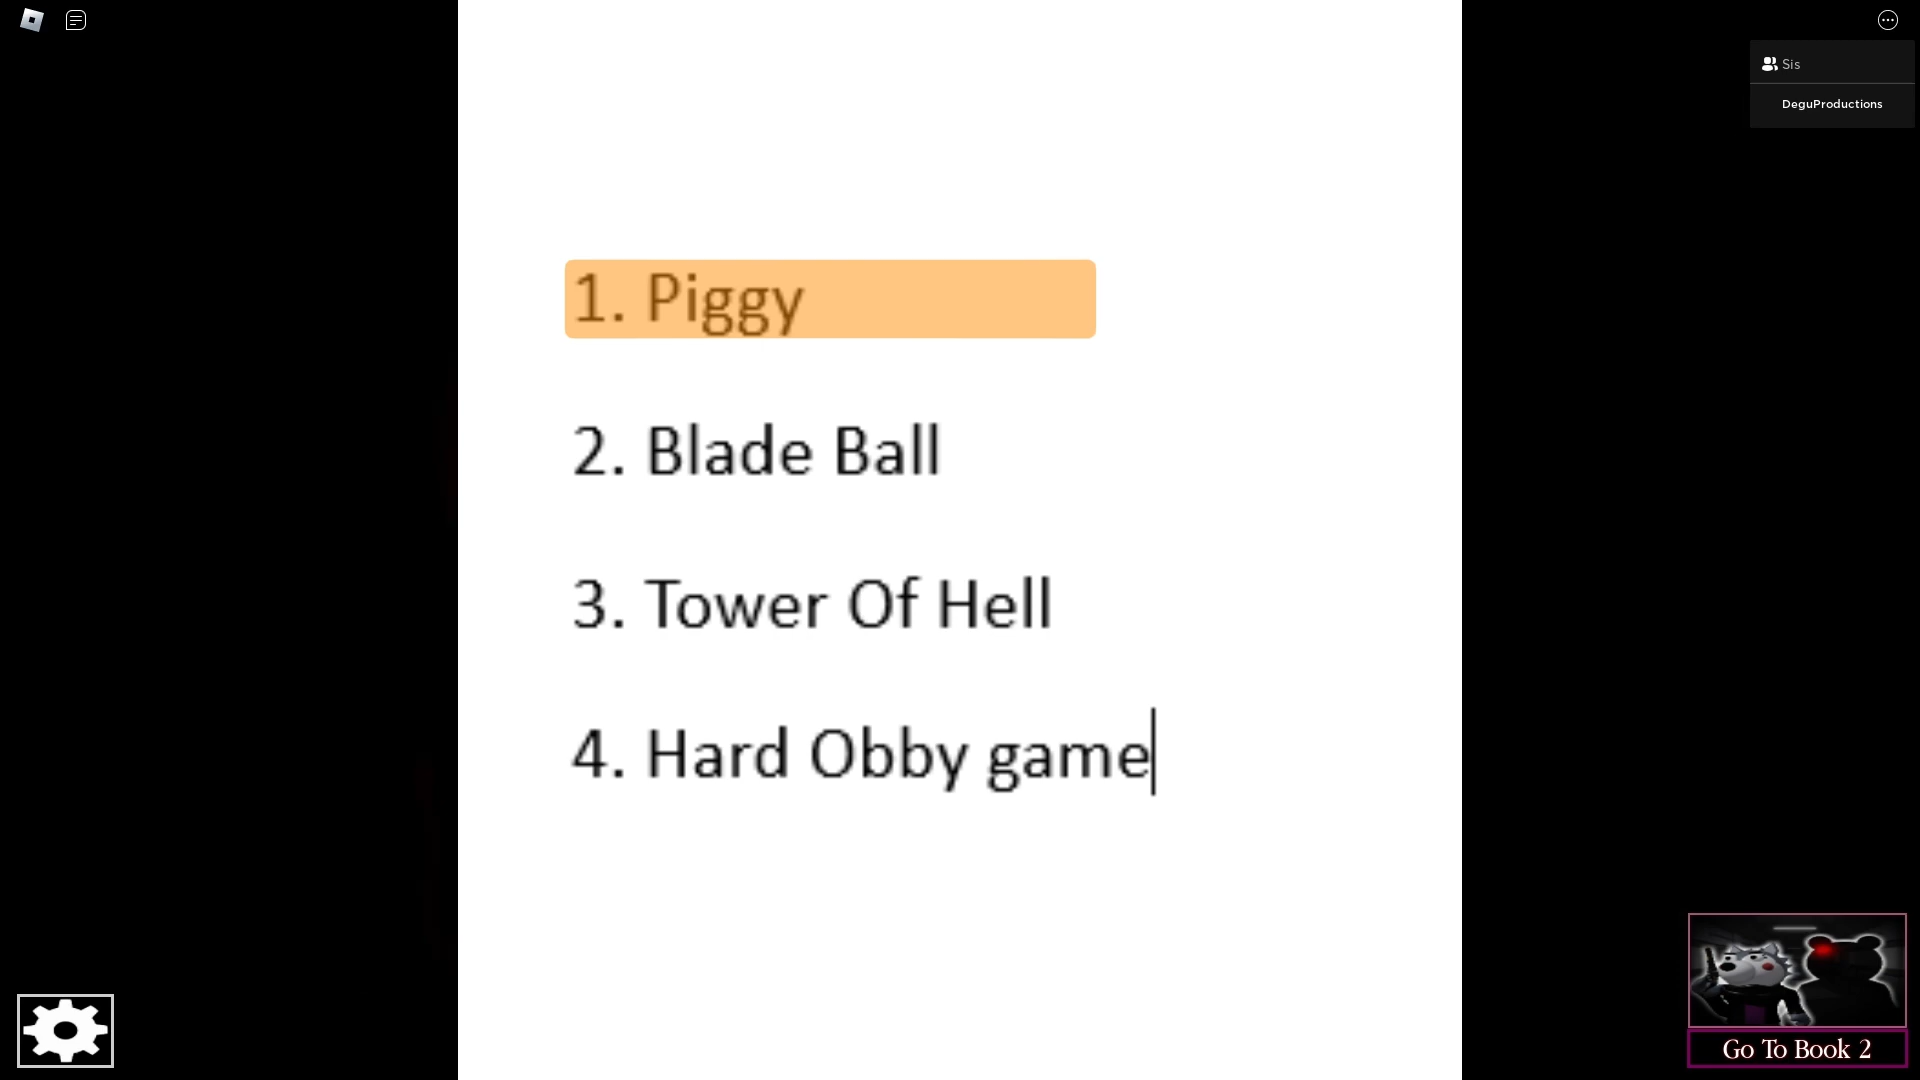 Sis
DeguProductions
1. Piggy
2. Blade Ball
3. Tower Of Hell
4. Hard Obby game
Go To Book 2